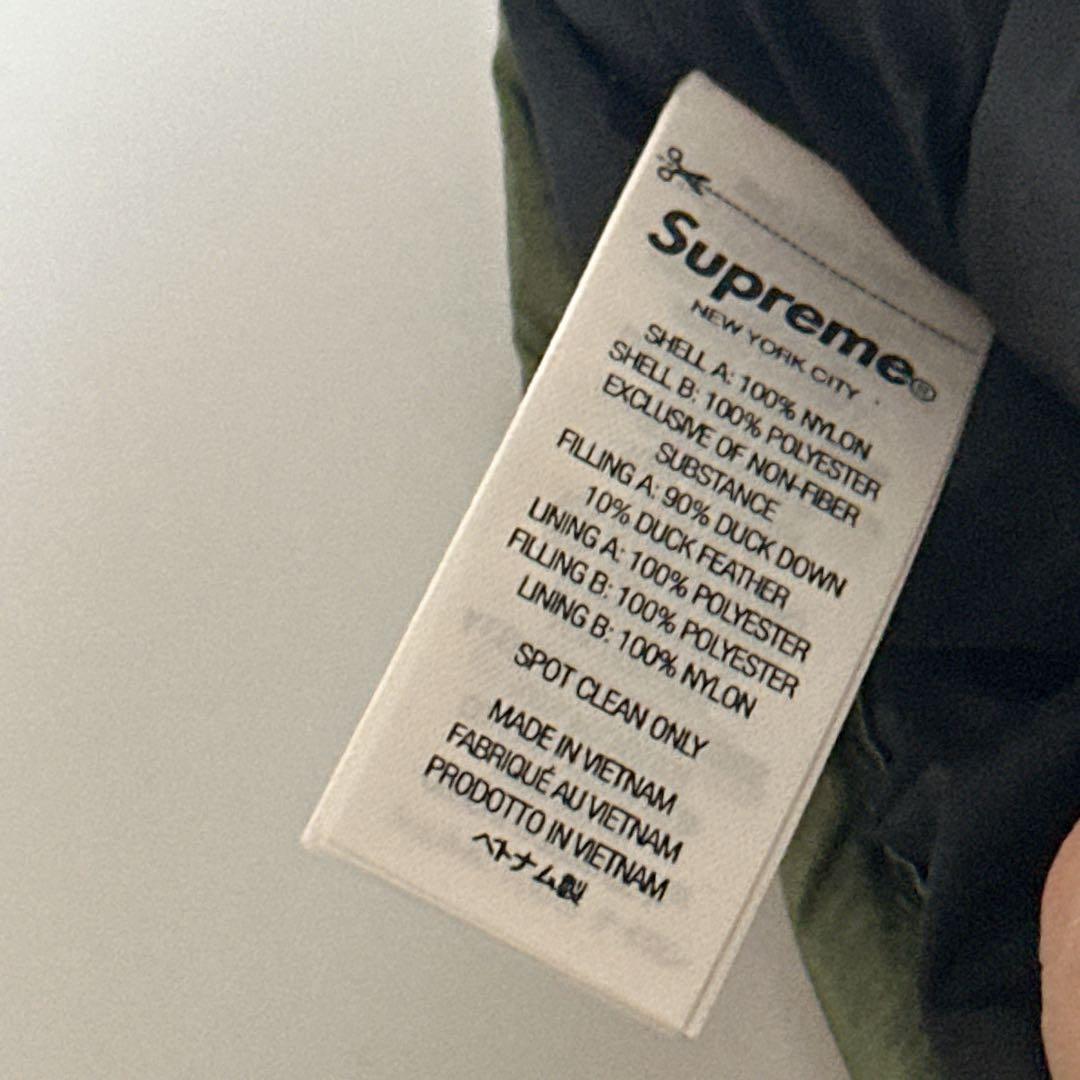 Supreme®
NEW YORK CITY
SHELL A: 100% NYLON
SHELL B: 100% POLYESTER
EXCLUSIVE OF NON-FIBER
SUBSTANCE
FILLING A: 90% DUCK DOWN
10% DUCK FEATHER
LINING A: 100% POLYESTER
FILLING B: 100% POLYESTER
LINING B: 100% NYLON
SPOT CLEAN ONLY
MADE IN VIETNAM
FABRIQUÉ AU VIETNAM
PRODOTTO IN VIETNAM
ベトナム製